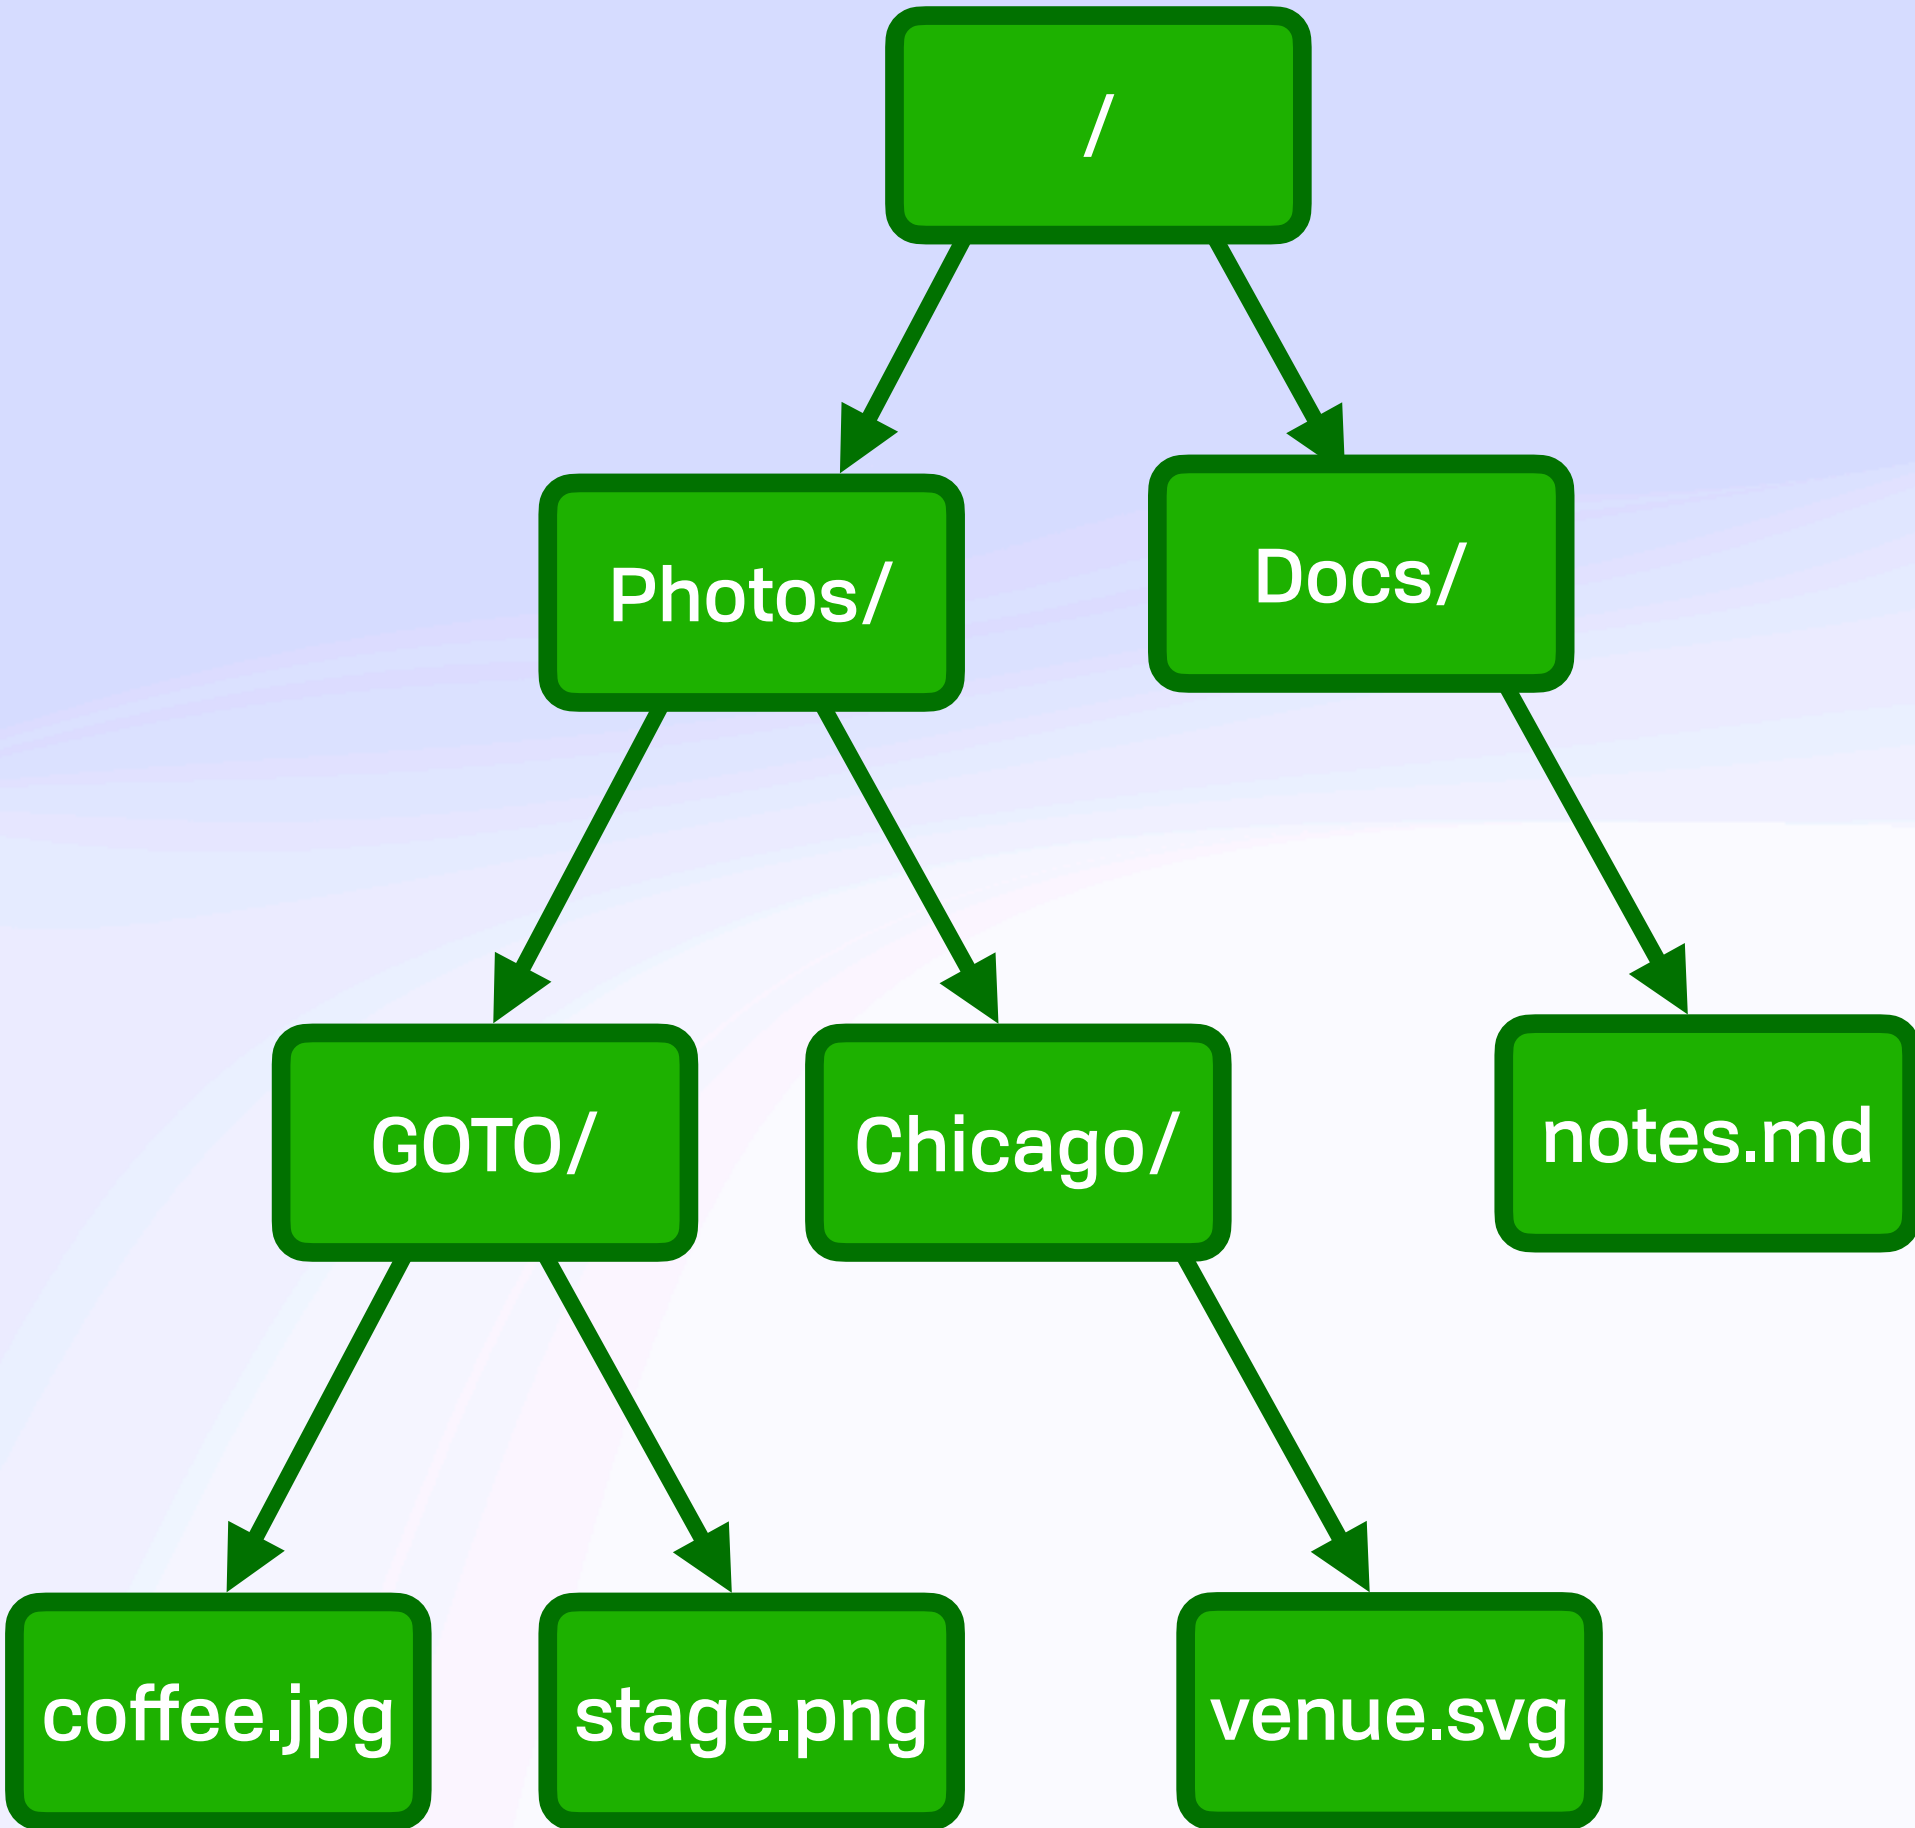 /
Photos/
Docs/
GOTO/
Chicago/
notes.md
coffee.jpg
stage.png
venue.svg